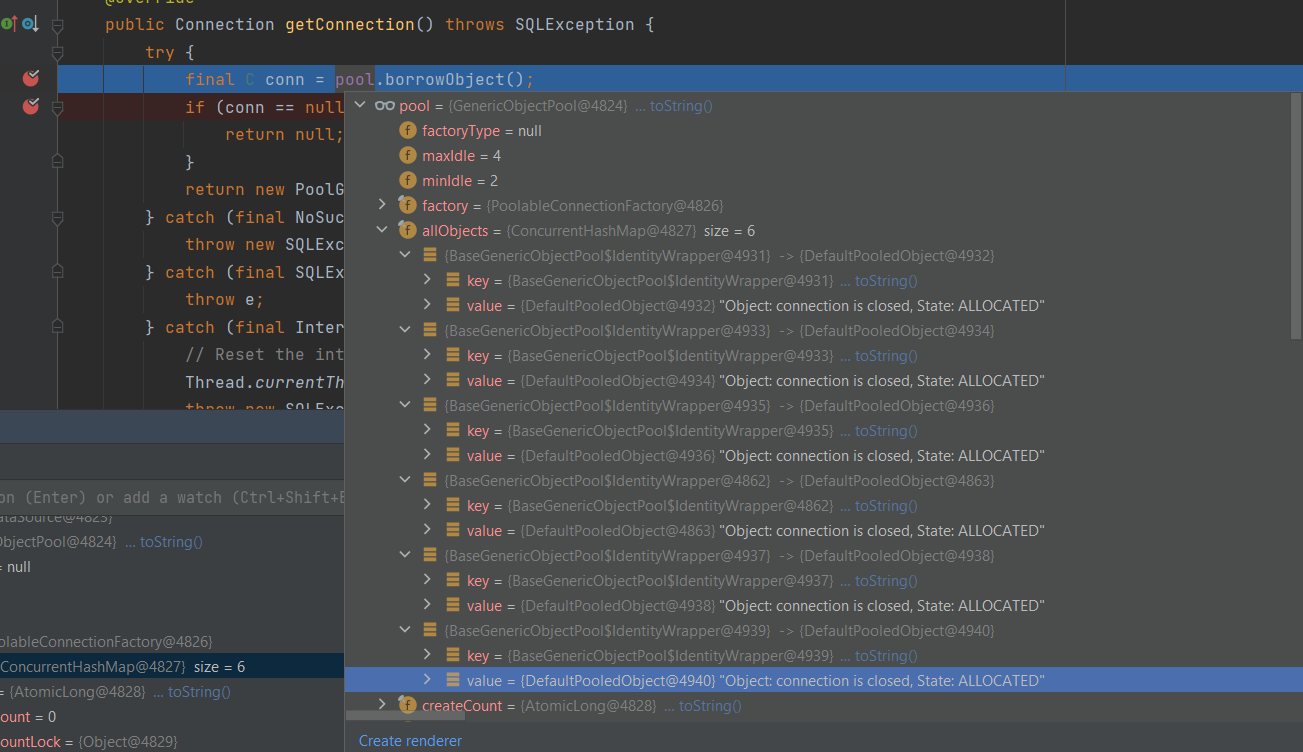 @Override
public Connection getConnection() throws SQLException {
try {
final C conn = pool.borrowObject();
if (conn == null
return null;
}
return new PoolG
} catch (final NoSuc
throw new SQLExc
} catch (final SQLEx
throw e;
} catch (final Inter
// Reset the int
Thread.currentTh
throw new SQLExc
pool = {GenericObjectPool@4824} ... toString()
factoryType = null
maxIdle = 4
minIdle = 2
factory = {PoolableConnectionFactory@4826}
allObjects = {ConcurrentHashMap@4827} size = 6
{BaseGenericObjectPool$IdentityWrapper@4931} -> {DefaultPooledObject@4932}
key = {BaseGenericObjectPool$IdentityWrapper@4931} ... toString()
value = {DefaultPooledObject@4932} "Object: connection is closed, State: ALLOCATED"
{BaseGenericObjectPool$IdentityWrapper@4933} -> {DefaultPooledObject@4934}
key = {BaseGenericObjectPool$IdentityWrapper@4933} ... toString()
value = {DefaultPooledObject@4934} "Object: connection is closed, State: ALLOCATED"
{BaseGenericObjectPool$IdentityWrapper@4935} -> {DefaultPooledObject@4936}
key = {BaseGenericObjectPool$IdentityWrapper@4935} ... toString()
value = {DefaultPooledObject@4936} "Object: connection is closed, State: ALLOCATED"
{BaseGenericObjectPool$IdentityWrapper@4862} -> {DefaultPooledObject@4863}
key = {BaseGenericObjectPool$IdentityWrapper@4862} ... toString()
value = {DefaultPooledObject@4863} "Object: connection is closed, State: ALLOCATED"
{BaseGenericObjectPool$IdentityWrapper@4937} -> {DefaultPooledObject@4938}
key = {BaseGenericObjectPool$IdentityWrapper@4937} ... toString()
value = {DefaultPooledObject@4938} "Object: connection is closed, State: ALLOCATED"
{BaseGenericObjectPool$IdentityWrapper@4939} -> {DefaultPooledObject@4940}
key = {BaseGenericObjectPool$IdentityWrapper@4939} ... toString()
value = {DefaultPooledObject@4940} "Object: connection is closed, State: ALLOCATED"
createCount = {AtomicLong@4828} ... toString()
Create renderer
on (Enter) or add a watch (Ctrl+Shift+E
ataSource@4823}
ObjectPool@4824} ... toString()
= null
olableConnectionFactory@4826}
{ConcurrentHashMap@4827} size = 6
= {AtomicLong@4828} ... toString()
ount = 0
ountLock = {Object@4829}